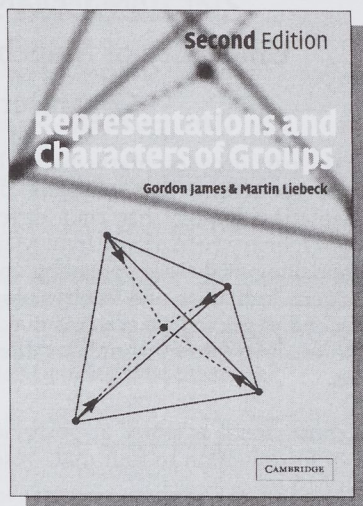 Second Edition
Representations and
Characters of Groups
Gordon James & Martin Liebeck
CAMBRIDGE